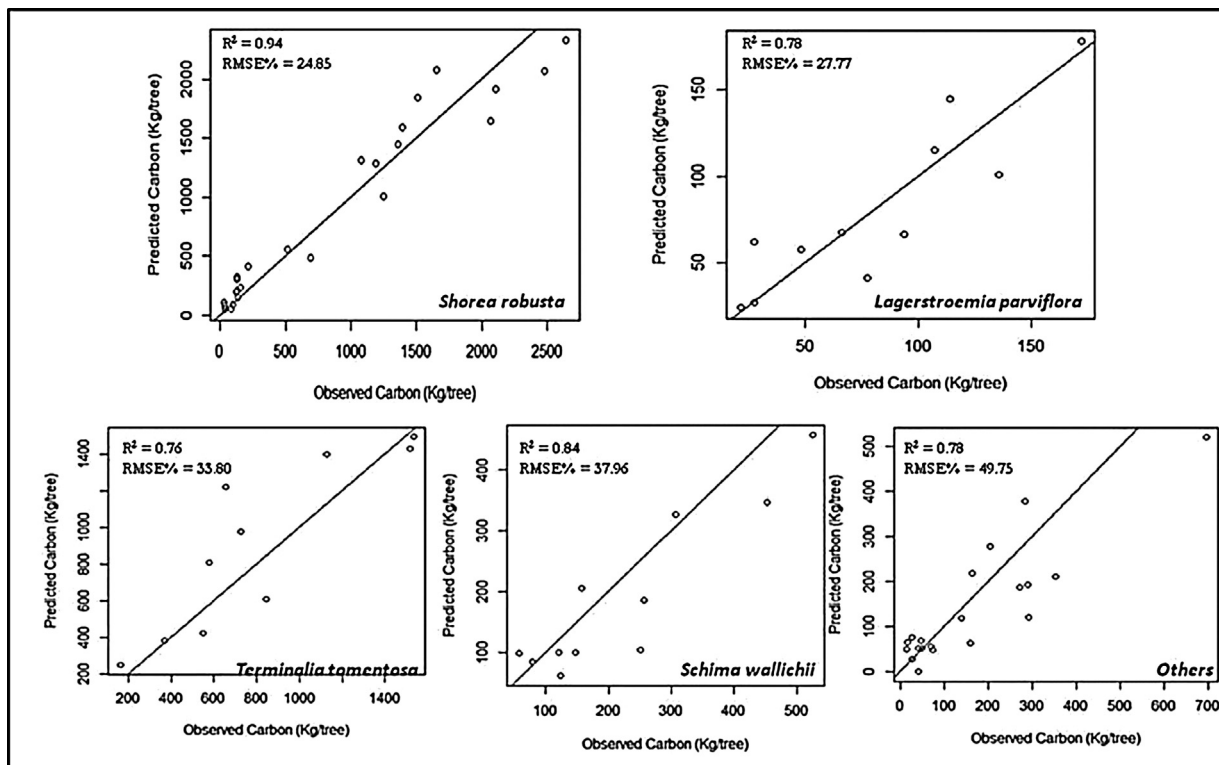 R² = 0.94
RMSE% = 24.85
Predicted Carbon (Kg/tree)
2000
1500
1000
500
0
Shorea robusta
0 500 1000 1500 2000 2500
Observed Carbon (Kg/tree)
R² = 0.78
RMSE% = 27.77
Predicted Carbon (Kg/tree)
150
100
50
Lagerstroemia parviflora
50 100 150
Observed Carbon (Kg/tree)
R² = 0.76
RMSE% = 33.80
Predicted Carbon (Kg/tree)
1400
1000
800
600
400
200
Terminalia tomentosa
200 400 600 800 1000 1400
Observed Carbon (Kg/tree)
R² = 0.84
RMSE% = 37.96
Predicted Carbon (Kg/tree)
400
300
200
100
Schima wallichii
100 200 300 400 500
Observed Carbon (Kg/tree)
R² = 0.78
RMSE% = 49.75
Predicted Carbon (Kg/tree)
500
400
300
200
100
0
Others
0 100 200 300 400 500 600 700
Observed Carbon (Kg/tree)